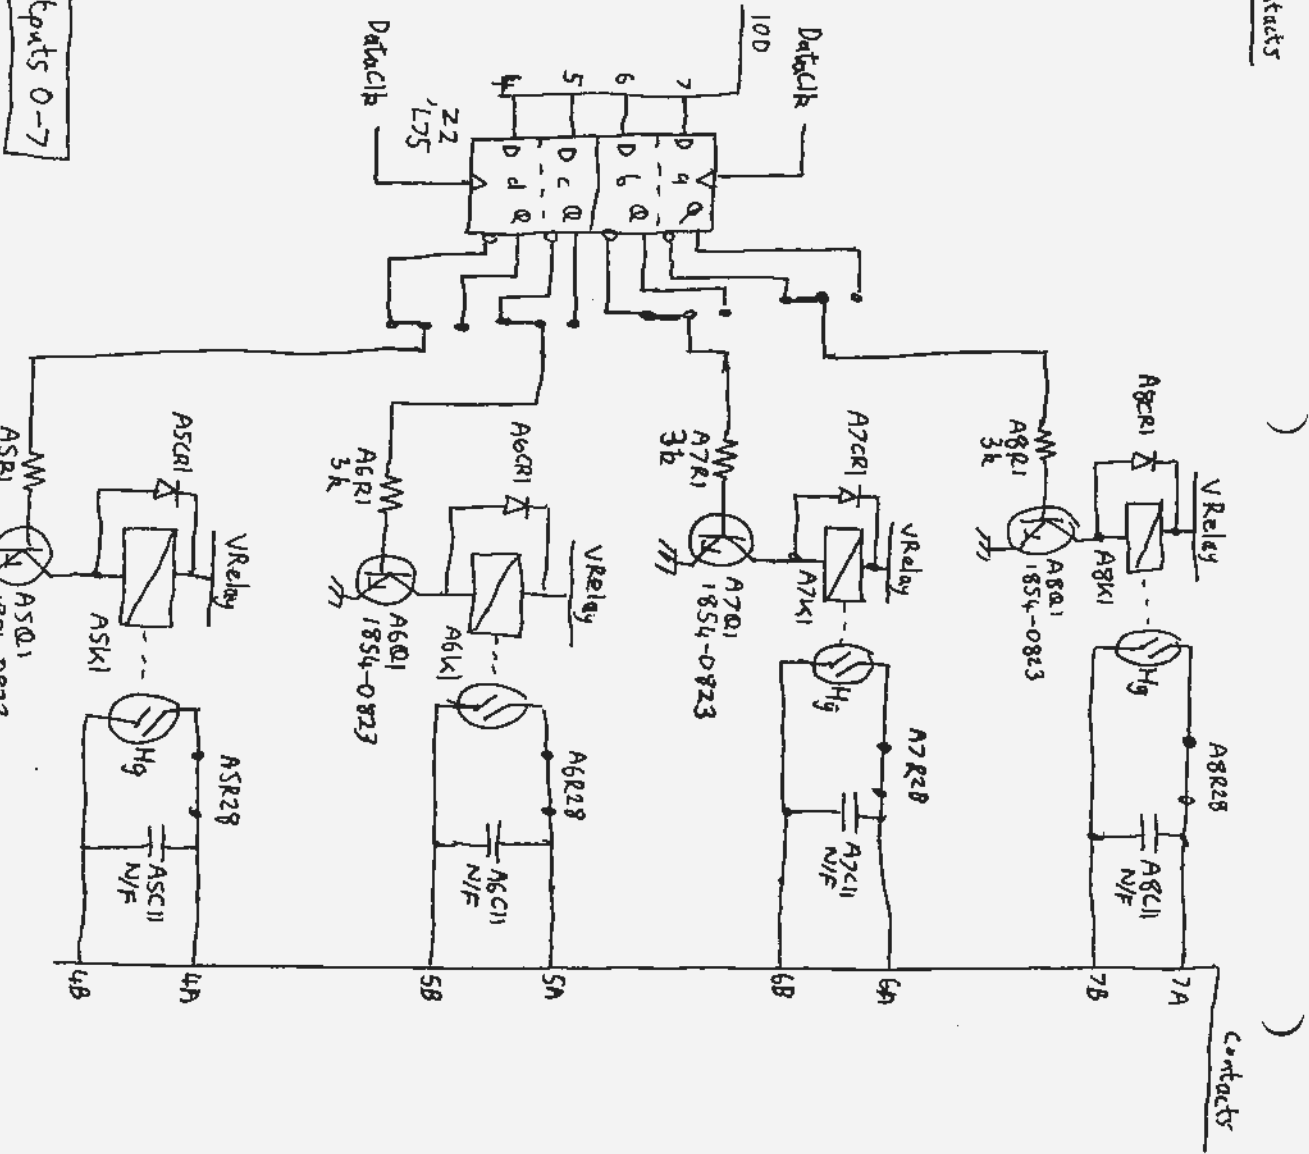 ntacts
tputs 0-7
IOD
DataClk
DataClk
7
6
5
4
Z2
'L75
D
a
Q
D
b
Q
D
c
Q
D
d
Q
A8CR1
VRelay
A8R1
3k
A8K1
A8Q1
1854-0823
Hg
A8R28
A8C11
N/F
7A
7B
A7CR1
VRelay
A7R1
3k
A7K1
A7Q1
1854-0823
Hg
A7R28
A7C11
N/F
6A
6B
A6CR1
VRelay
A6R1
3k
A6K1
A6Q1
1854-0823
A6R28
A6C11
N/F
5A
5B
A5CR1
VRelay
A5R1
A5K1
A5Q1
Hg
A5R28
A5C11
N/F
4A
4B
Contacts